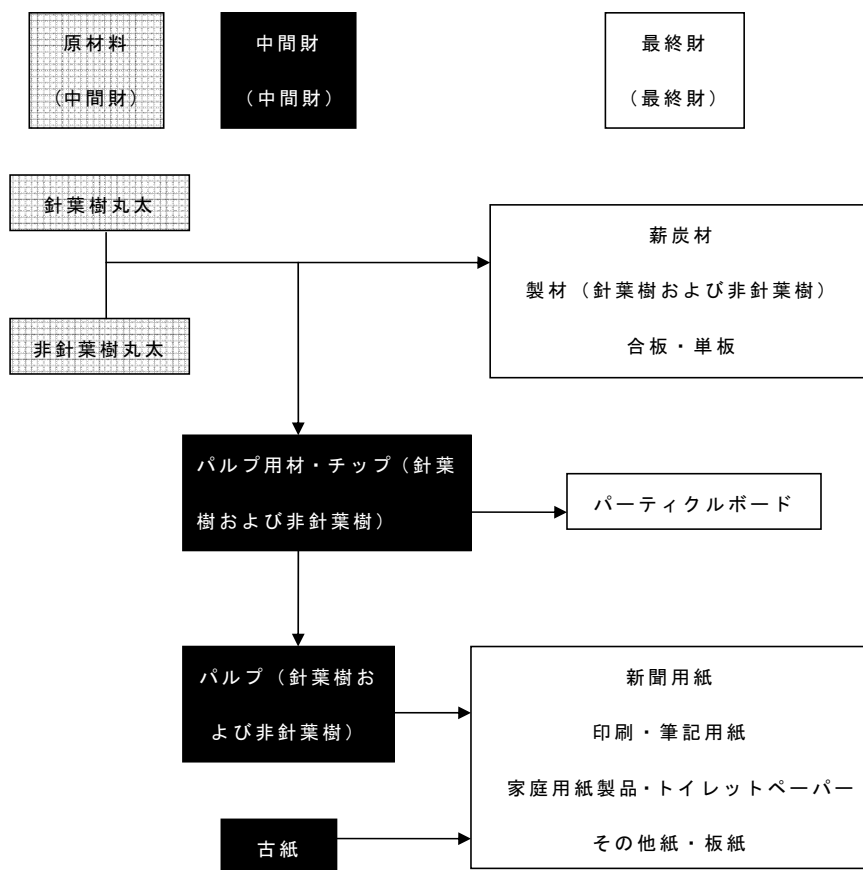 原材料
(中間財)
中間財
(中間財)
最終財
(最終財)
針葉樹丸太
非針葉樹丸太
薪炭材
製材(針葉樹および非針葉樹)
合板・単板
パルプ用材・チップ(針葉
樹および非針葉樹)
パーティクルボード
パルプ(針葉樹お
よび非針葉樹)
新聞用紙
印刷・筆記用紙
家庭用紙製品・トイレットペーパー
その他紙・板紙
古紙